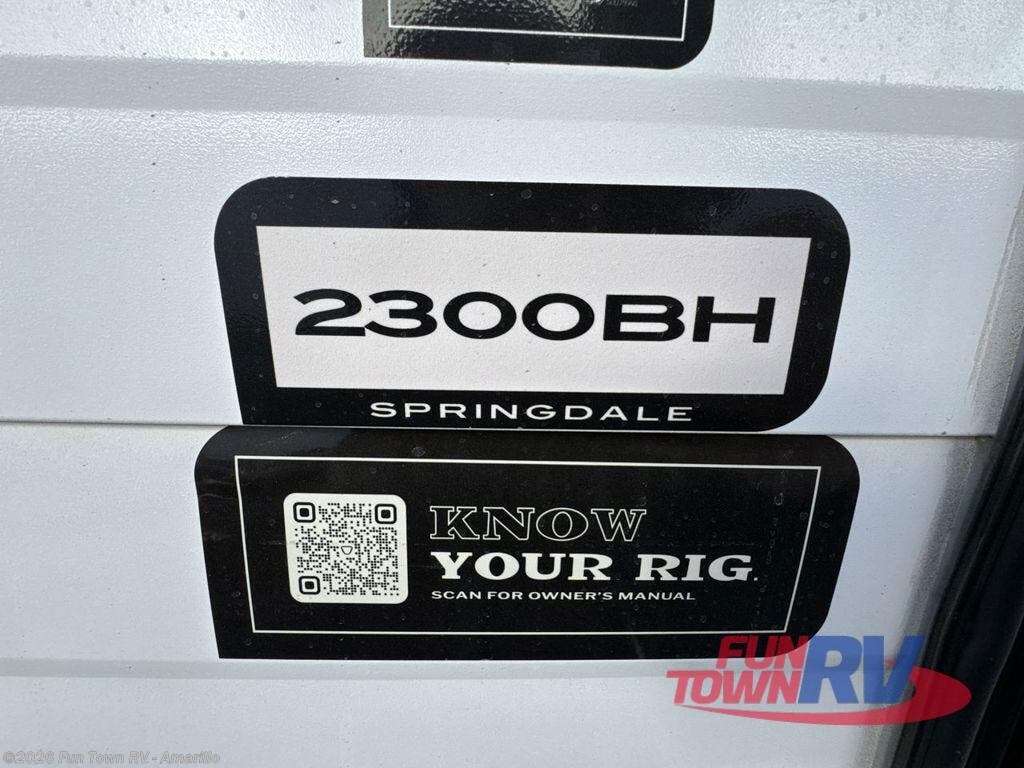 2300BH
SPRINGDALE
KNOW
YOUR RIG.
SCAN FOR OWNER'S MANUAL
FUN
TOWN RV
©2026 Fun Town RV - Amarillo